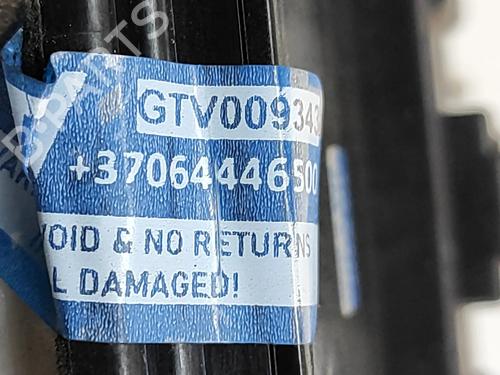 GTV009343
+37064446500
VOID & NO RETURNS
L DAMAGED!